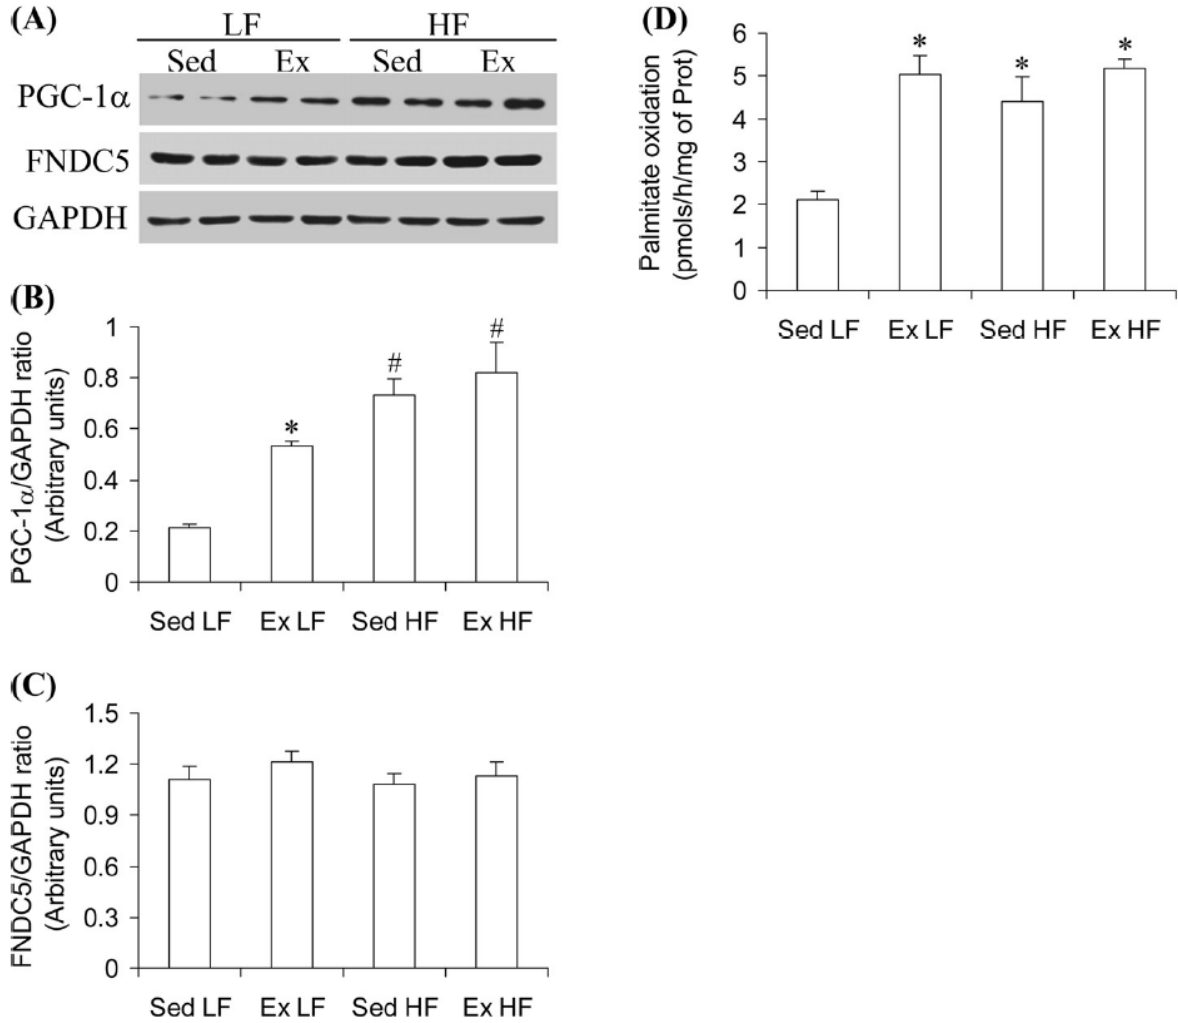 (A)
LF HF
Sed Ex Sed Ex
PGC-1α
FNDC5
GAPDH
(B)
PGC-1α/GAPDH ratio
(Arbitrary units)
1
0.8
0.6
0.4
0.2
0
*
#
#
Sed LF Ex LF Sed HF Ex HF
(C)
FNDC5/GAPDH ratio
(Arbitrary units)
1.5
1.2
0.9
0.6
0.3
0
Sed LF Ex LF Sed HF Ex HF
(D)
Palmitate oxidation
(pmols/h/mg of Prot)
6
5
4
3
2
1
0
* * *
Sed LF Ex LF Sed HF Ex HF